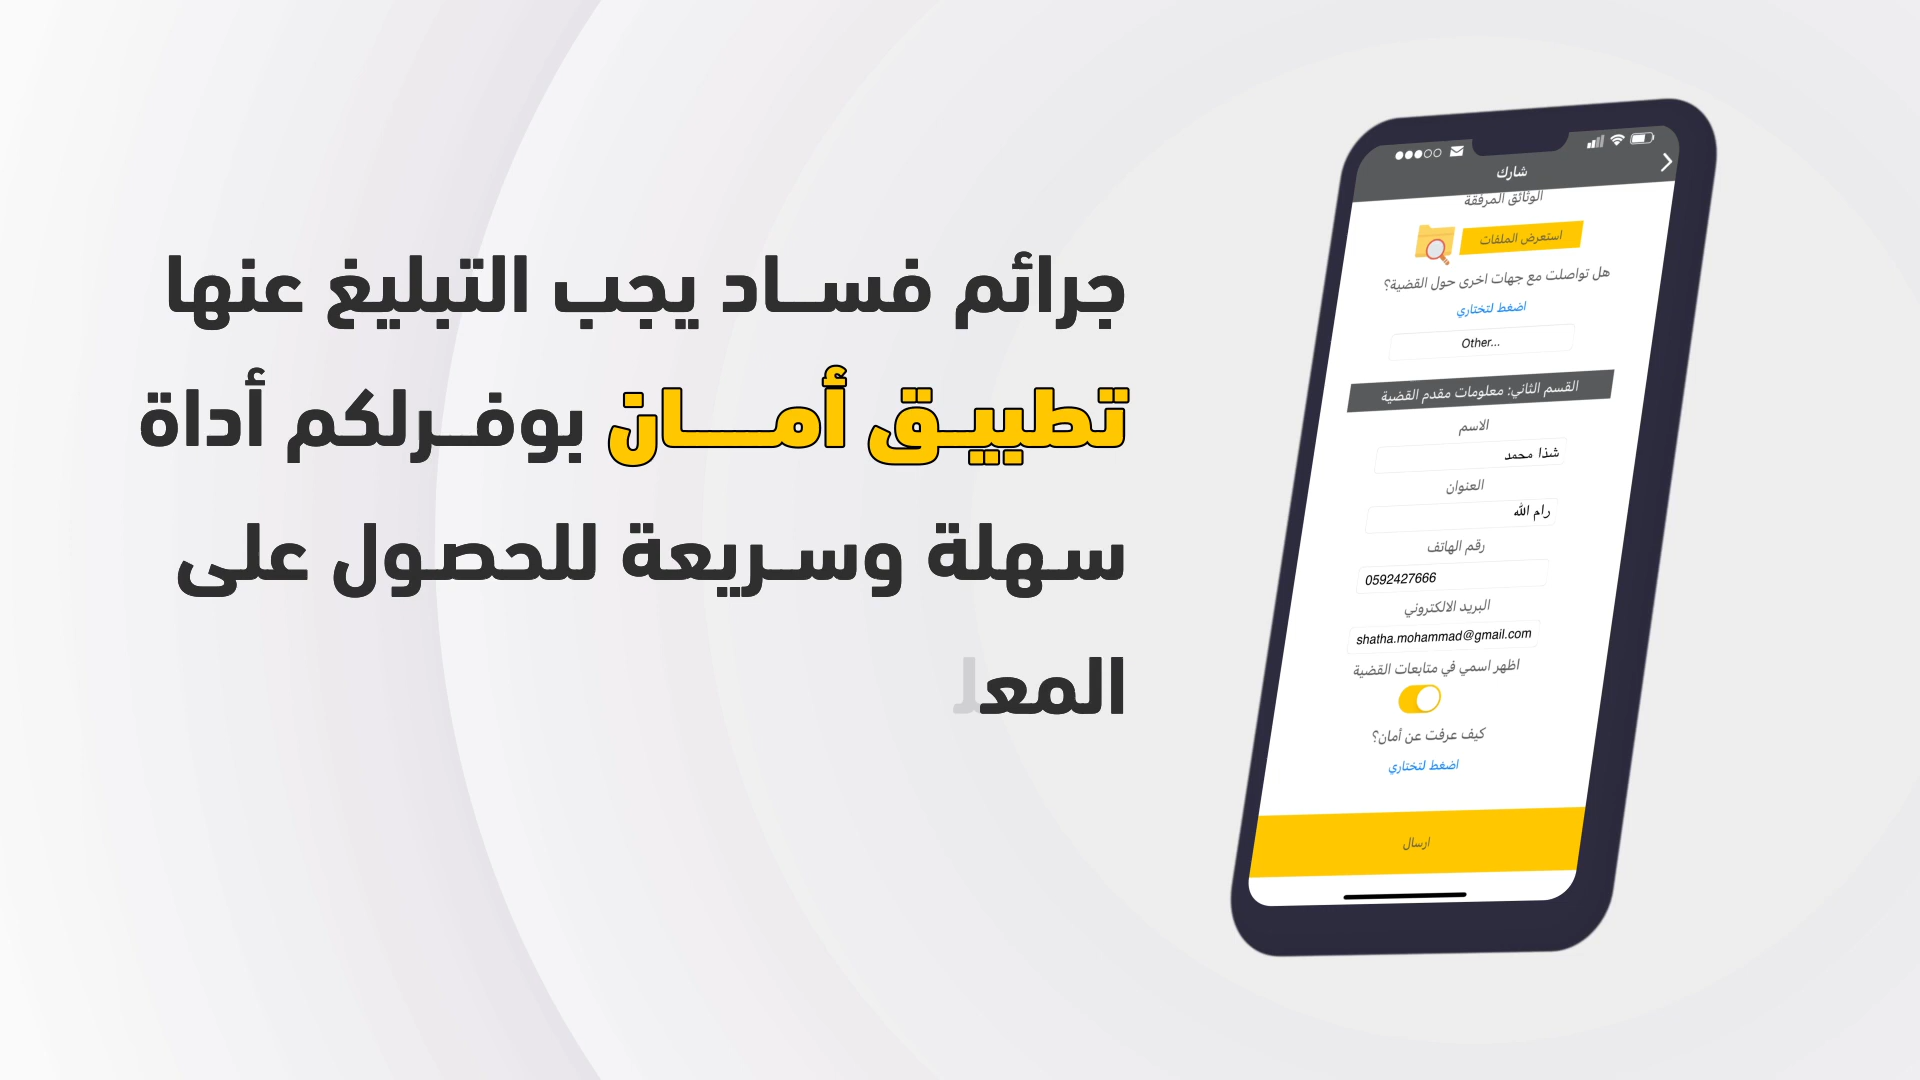 جرائم فساد يجب التبليغ عنها
تطبيق أمان بوفرلكم أداة
سهلة وسريعة للحصول على
المعل
شارك
الوثائق المرفقة
استعرض الملفات
هل تواصلت مع جهات اخرى حول القضية؟
اضغط لتختاري
Other...
القسم الثاني: معلومات مقدم القضية
الاسم
شذا محمد
العنوان
رام الله
رقم الهاتف
0592427666
البريد الالكتروني
shatha.mohammad@gmail.com
اظهر اسمي في متابعات القضية
كيف عرفت عن أمان؟
اضغط لتختاري
ارسال